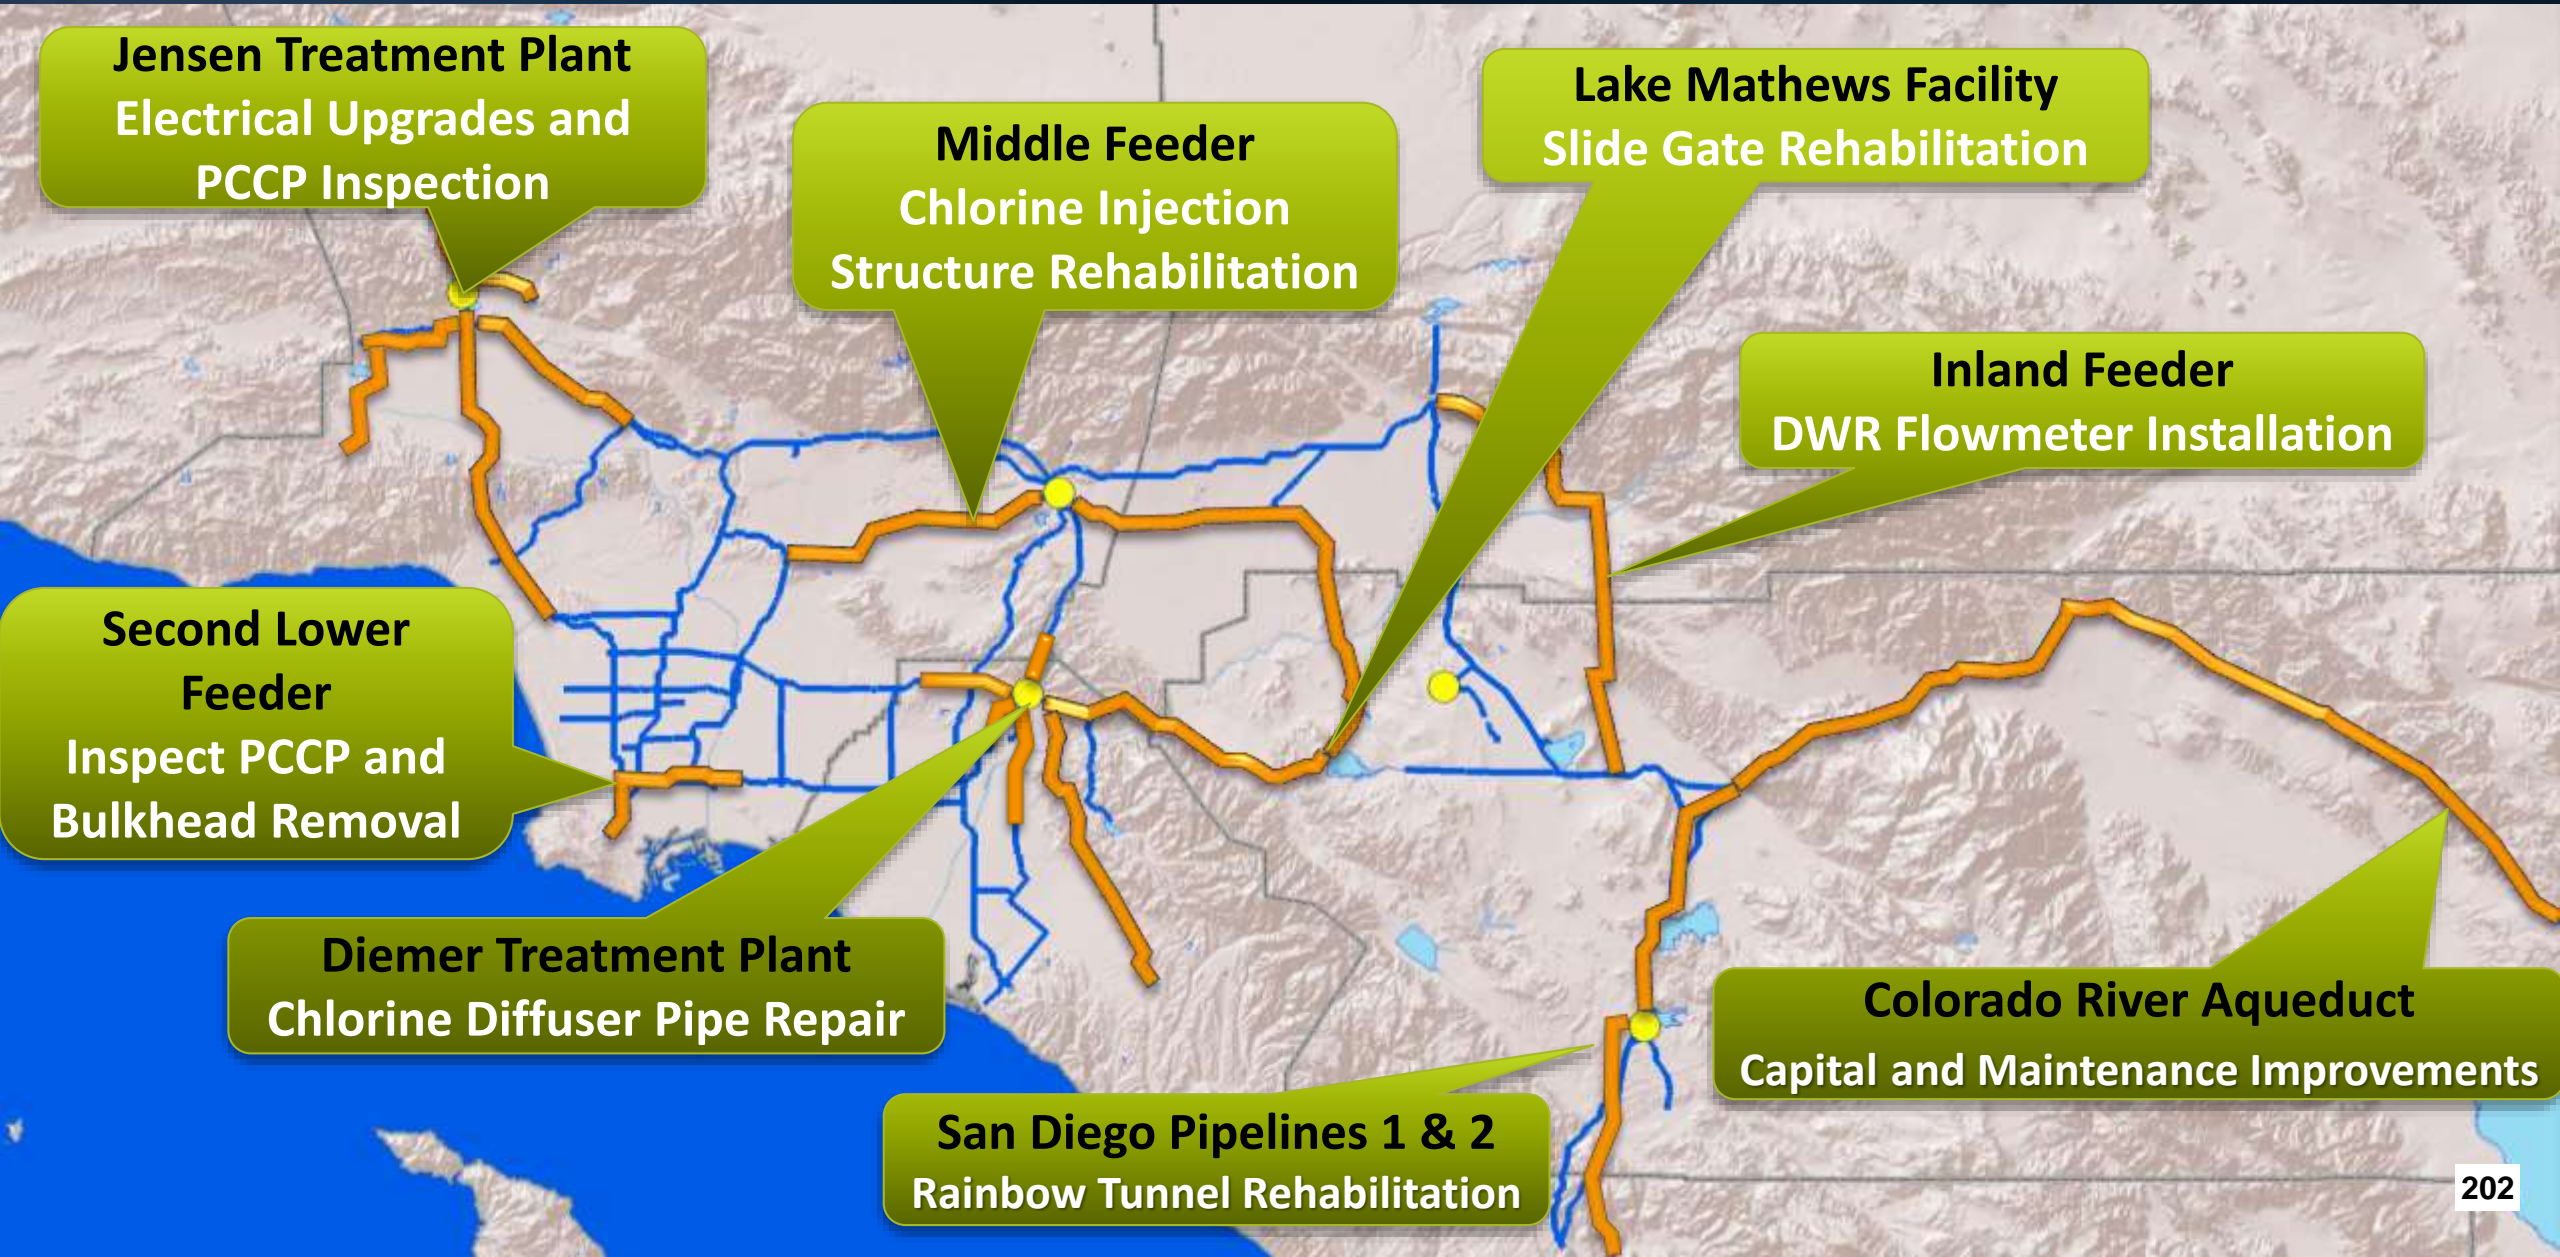 Jensen Treatment Plant
Electrical Upgrades and
PCCP Inspection
Middle Feeder
Chlorine Injection
Structure Rehabilitation
Lake Mathews Facility
Slide Gate Rehabilitation
Inland Feeder
DWR Flowmeter Installation
Second Lower
Feeder
Inspect PCCP and
Bulkhead Removal
Diemer Treatment Plant
Chlorine Diffuser Pipe Repair
Colorado River Aqueduct
Capital and Maintenance Improvements
San Diego Pipelines 1 & 2
Rainbow Tunnel Rehabilitation
202